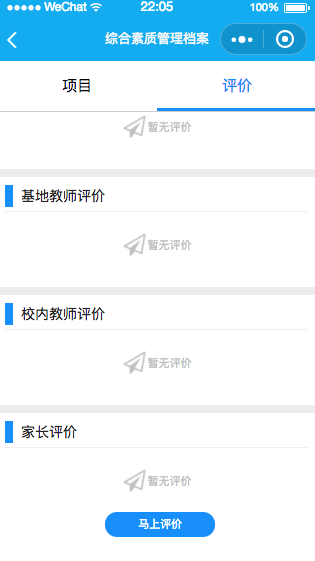 WeChat 22:05 100%
综合素质管理档案
项目 评价
暂无评价
基地教师评价
暂无评价
校内教师评价
暂无评价
家长评价
暂无评价
马上评价